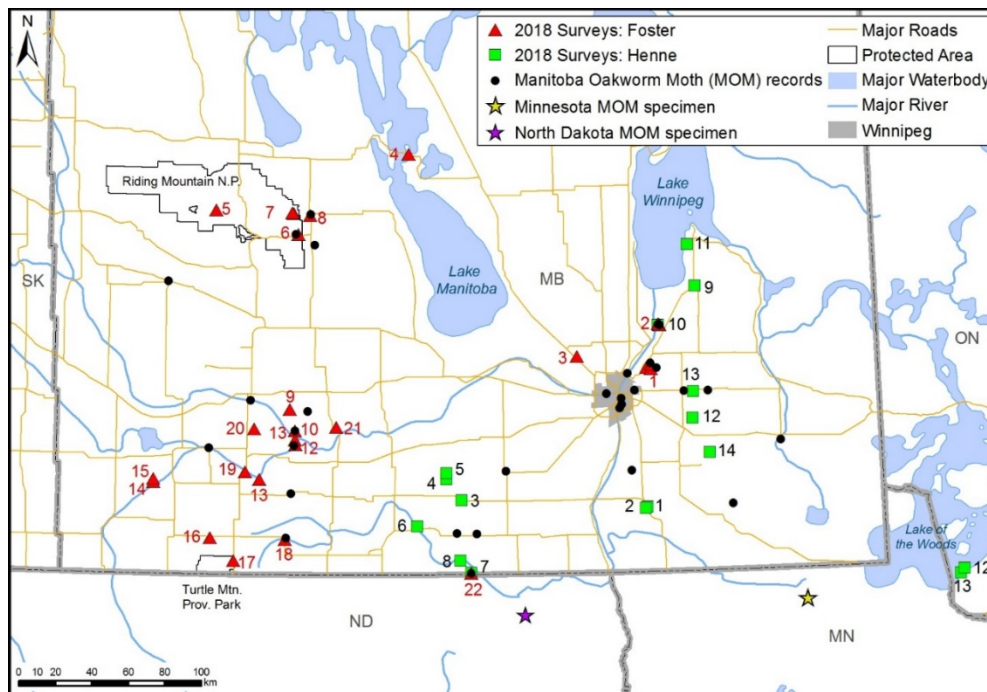 N
2018 Surveys: Foster
2018 Surveys: Henne
Manitoba Oakworm Moth (MOM) records
Minnesota MOM specimen
North Dakota MOM specimen
Major Roads
Protected Area
Major Waterbody
Major River
Winnipeg
4
Riding Mountain N.P.
5
7
8
6
Lake
Winnipeg
11
9
SK
Lake
Manitoba
MB
2
10
ON
3
1
13
9
10
20
13
21
12
12
14
15
14
19
13
5
4
3
2
1
6
16
18
17
8
7
22
Turtle Mtn.
Prov. Park
Lake of
the Woods
12
13
ND
MN
0 10 20 40 60 80 100
km